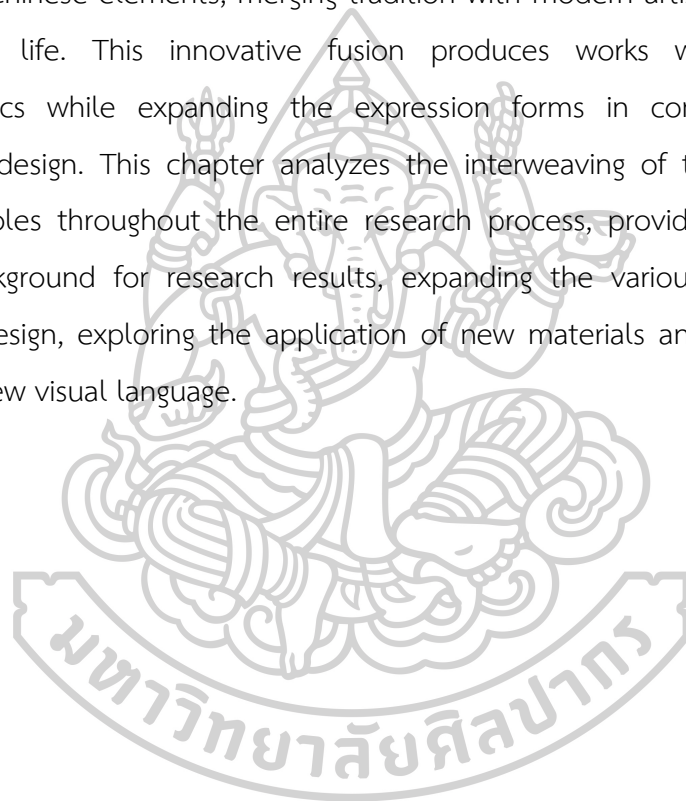 chinese elements, merging tradition with modern arti
life. This innovative fusion produces works w
cs while expanding the expression forms in con
design. This chapter analyzes the interweaving of t
ples throughout the entire research process, provid
kground for research results, expanding the variou
esign, exploring the application of new materials an
ew visual language.
มหาวิทยาลัยศิลปากร